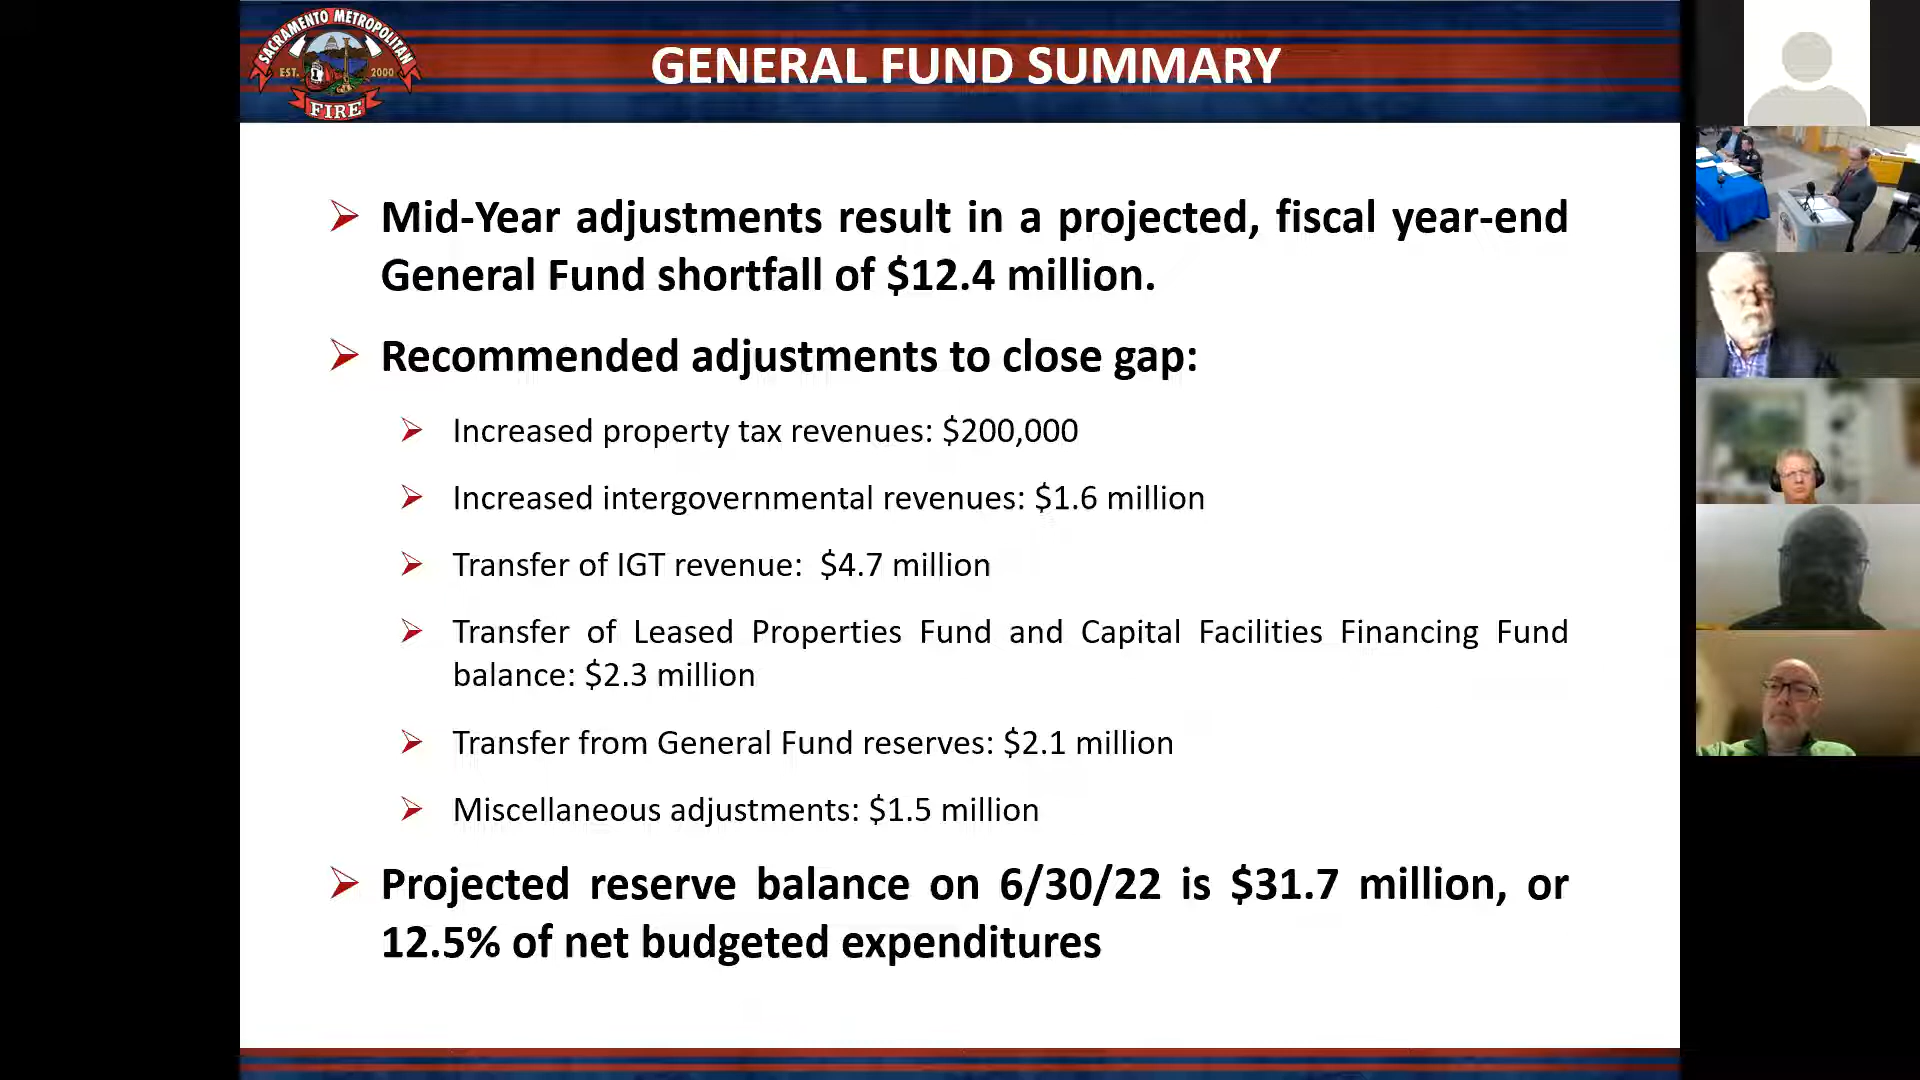 SACRAMENTO METROPOLITAN
EST. 2000
FIRE
GENERAL FUND SUMMARY
Mid-Year adjustments result in a projected, fiscal year-end
General Fund shortfall of $12.4 million.
Recommended adjustments to close gap:
Increased property tax revenues: $200,000
Increased intergovernmental revenues: $1.6 million
Transfer of IGT revenue:  $4.7 million
Transfer of Leased Properties Fund and Capital Facilities Financing Fund
balance: $2.3 million
Transfer from General Fund reserves: $2.1 million
Miscellaneous adjustments: $1.5 million
Projected reserve balance on 6/30/22 is $31.7 million, or
12.5% of net budgeted expenditures